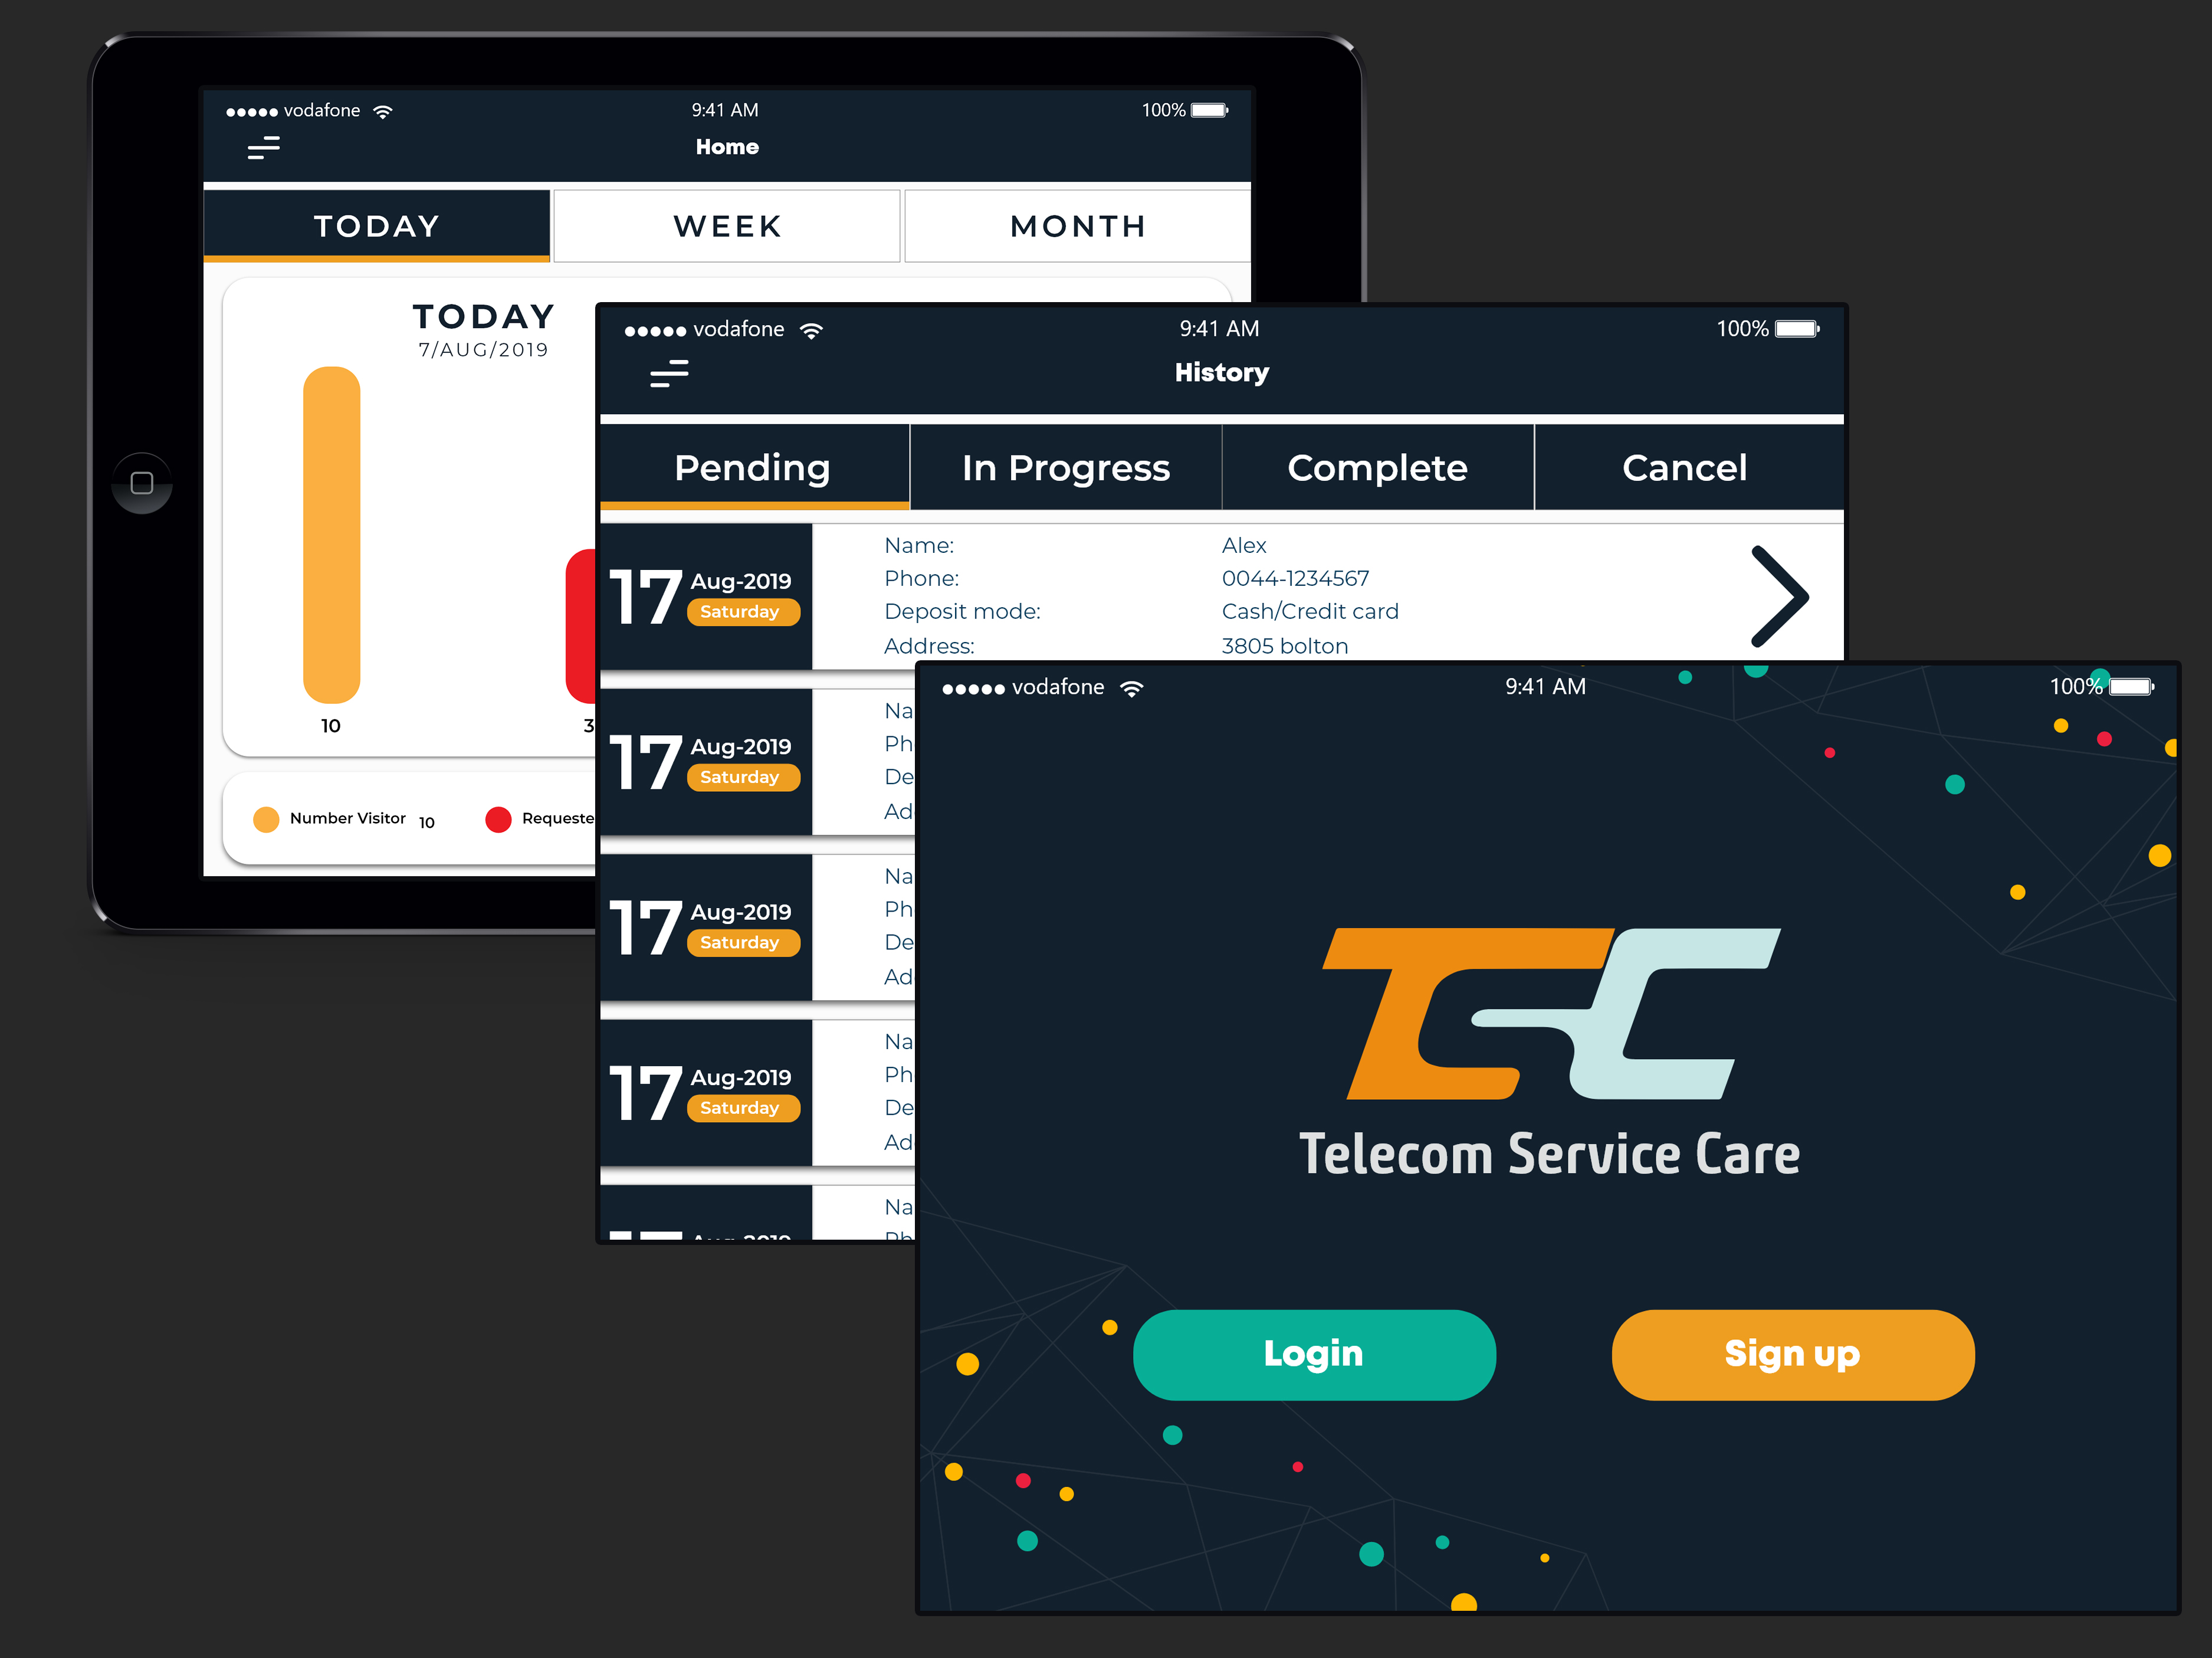 vodafone 9:41 AM 100%
Home
TODAY WEEK MONTH
TODAY
7/AUG/2019
10 3
Number Visitor 10 Requeste
vodafone 9:41 AM 100%
History
Pending In Progress Complete Cancel
17 Aug-2019
Saturday
Name: Alex
Phone: 0044-1234567
Deposit mode: Cash/Credit card
Address: 3805 bolton
17 Aug-2019
Saturday
Na
Ph
De
Ad
17 Aug-2019
Saturday
Na
Ph
De
Ad
17 Aug-2019
Saturday
Na
Ph
De
Ad
Na
Ph
vodafone 9:41 AM 100%
TSC
Telecom Service Care
Login Sign up